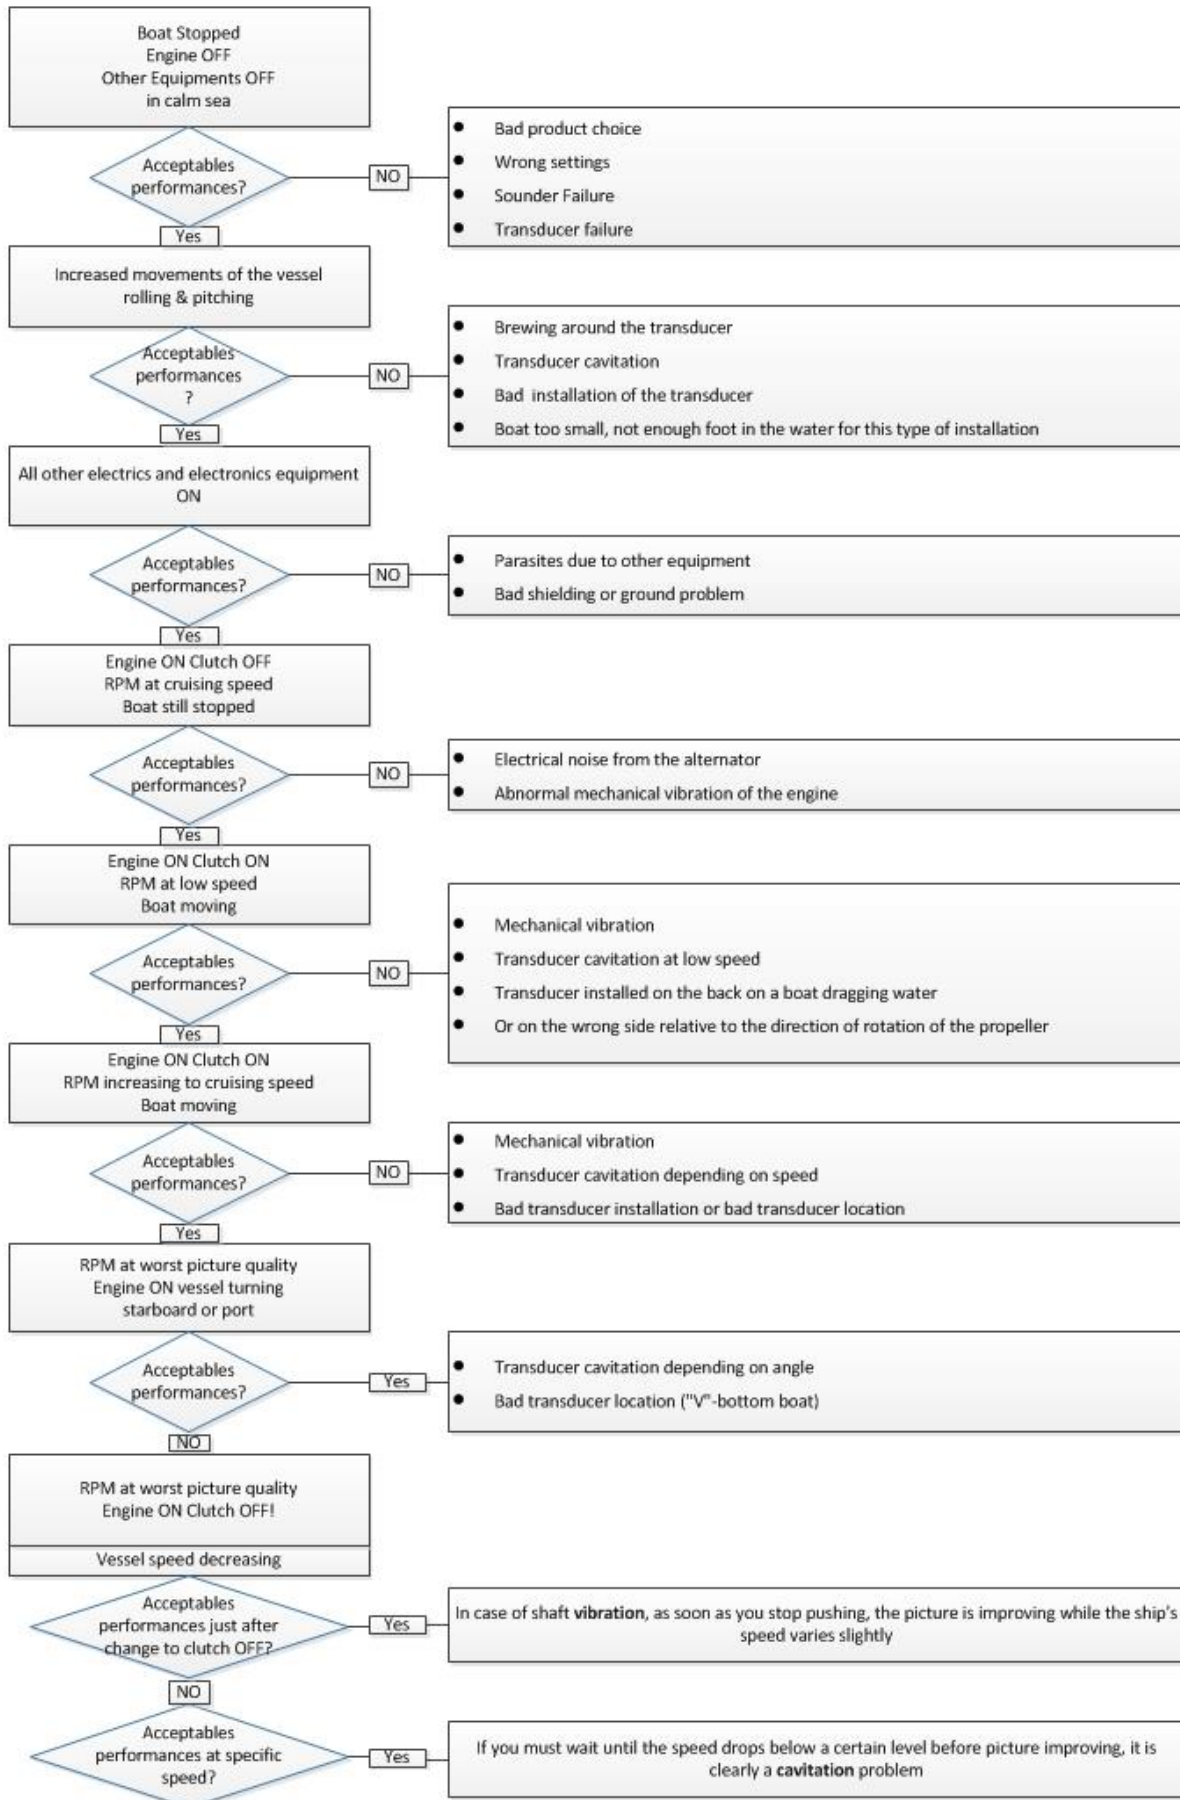 Boat Stopped
Engine OFF
Other Equipments OFF
in calm sea
Acceptables
performances?
NO
● Bad product choice
● Wrong settings
● Sounder Failure
● Transducer failure
Yes
Increased movements of the vessel
rolling & pitching
Acceptables
performances
?
NO
● Brewing around the transducer
● Transducer cavitation
● Bad installation of the transducer
● Boat too small, not enough foot in the water for this type of installation
Yes
All other electrics and electronics equipment
ON
Acceptables
performances?
NO
● Parasites due to other equipment
● Bad shielding or ground problem
Yes
Engine ON Clutch OFF
RPM at cruising speed
Boat still stopped
Acceptables
performances?
NO
● Electrical noise from the alternator
● Abnormal mechanical vibration of the engine
Yes
Engine ON Clutch ON
RPM at low speed
Boat moving
Acceptables
performances?
NO
● Mechanical vibration
● Transducer cavitation at low speed
● Transducer installed on the back on a boat dragging water
● Or on the wrong side relative to the direction of rotation of the propeller
Yes
Engine ON Clutch ON
RPM increasing to cruising speed
Boat moving
Acceptables
performances?
NO
● Mechanical vibration
● Transducer cavitation depending on speed
● Bad transducer installation or bad transducer location
Yes
RPM at worst picture quality
Engine ON vessel turning
starboard or port
Acceptables
performances?
Yes
● Transducer cavitation depending on angle
● Bad transducer location ("V"-bottom boat)
NO
RPM at worst picture quality
Engine ON Clutch OFF!
Vessel speed decreasing
Acceptables
performances just after
change to clutch OFF?
Yes
In case of shaft vibration, as soon as you stop pushing, the picture is improving while the ship's
speed varies slightly
NO
Acceptables
performances at specific
speed?
Yes
If you must wait until the speed drops below a certain level before picture improving, it is
clearly a cavitation problem